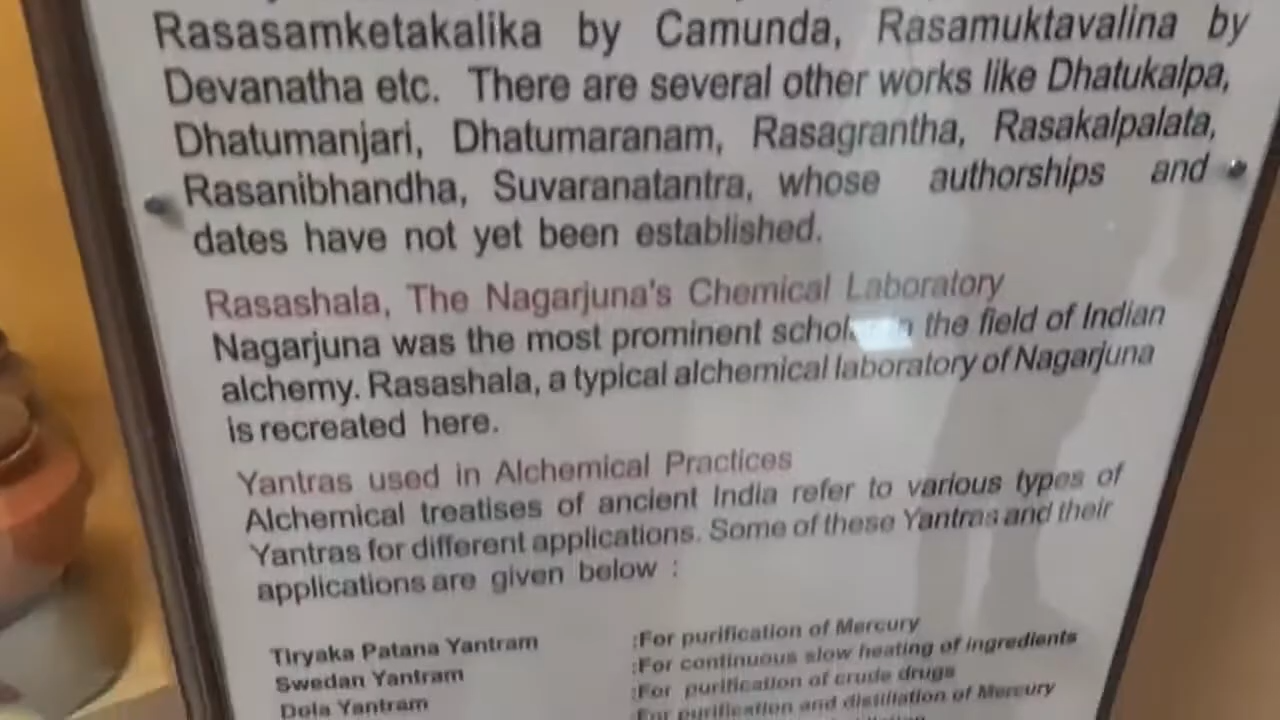 Rasasamketakalika by Camunda, Rasamuktavalina by
Devanatha etc. There are several other works like Dhatukalpa,
Dhatumanjari, Dhatumaranam, Rasagrantha, Rasakalpalata,
Rasanibhandha, Suvaranatantra, whose authorships and
dates have not yet been established.
Rasashala, The Nagarjuna's Chemical Laboratory
Nagarjuna was the most prominent in the field of Indian
alchemy. Rasashala, a typical alchemical laboratory of Nagarjuna
is recreated here.
Yantras used in Alchemical Practices
Alchemical treatises of ancient India refer to various types of
Yantras for different applications. Some of these Yantras and their
applications are given below :
Tiryaka Patana Yantram :For purification of Mercury
Swedan Yantram :For continuous slow heating of ingredients
Dola Yantram :For purification of crude drugs
:For purification and distillation of Mercury